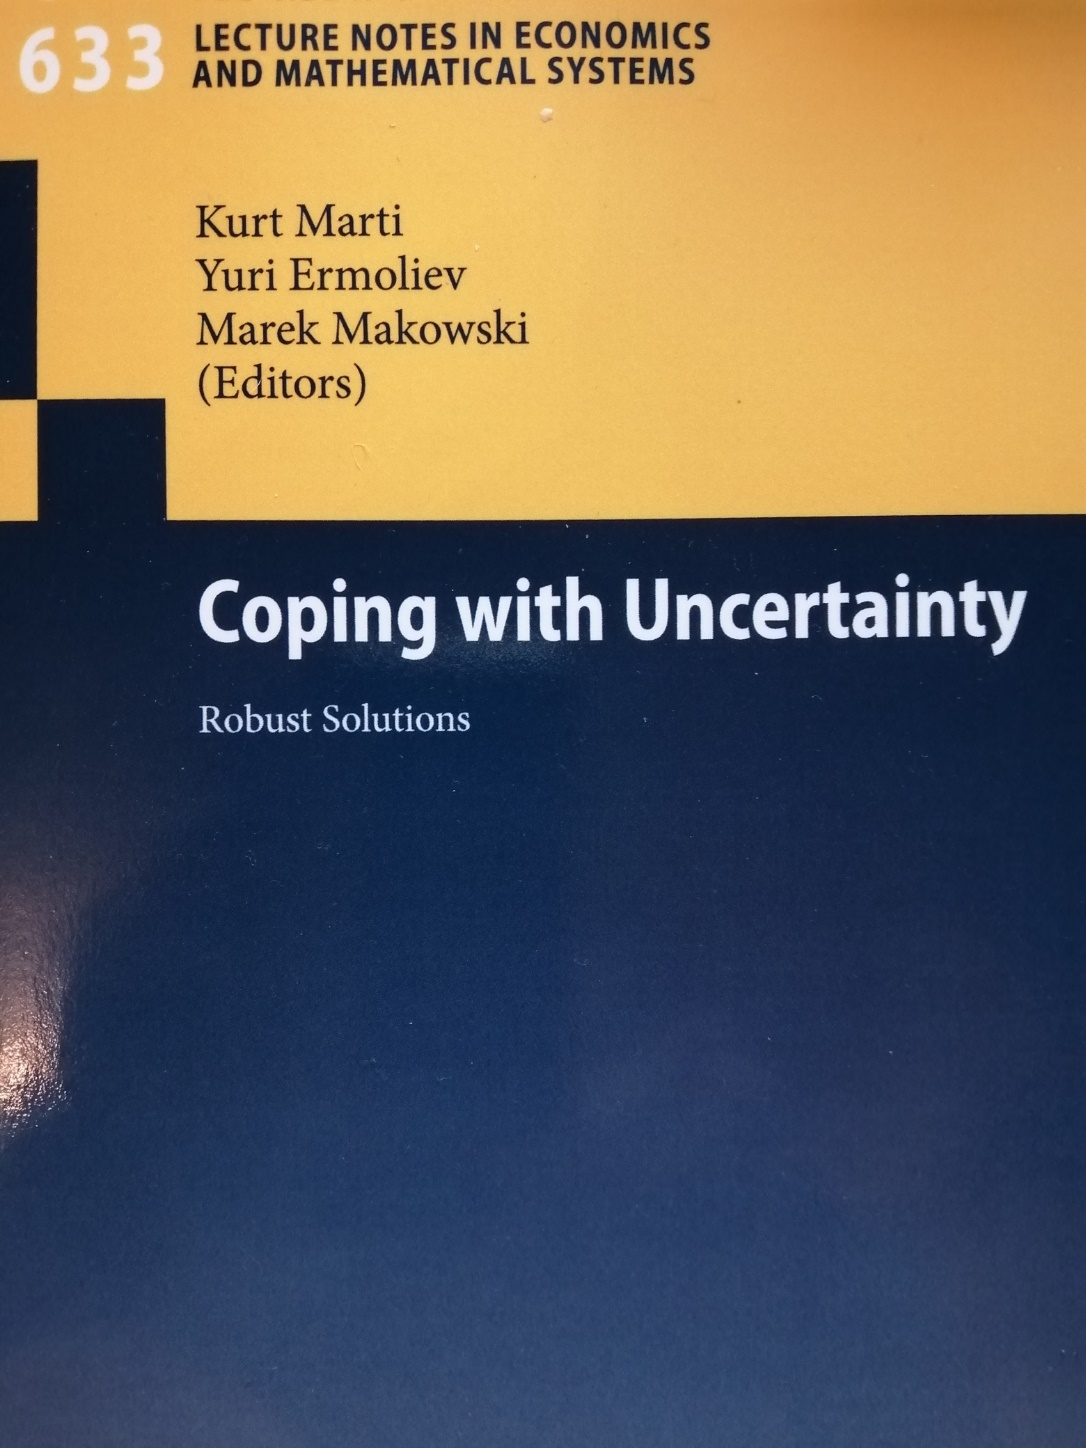 633
LECTURE NOTES IN ECONOMICS
AND MATHEMATICAL SYSTEMS
Kurt Marti
Yuri Ermoliev
Marek Makowski
(Editors)
Coping with Uncertainty
Robust Solutions